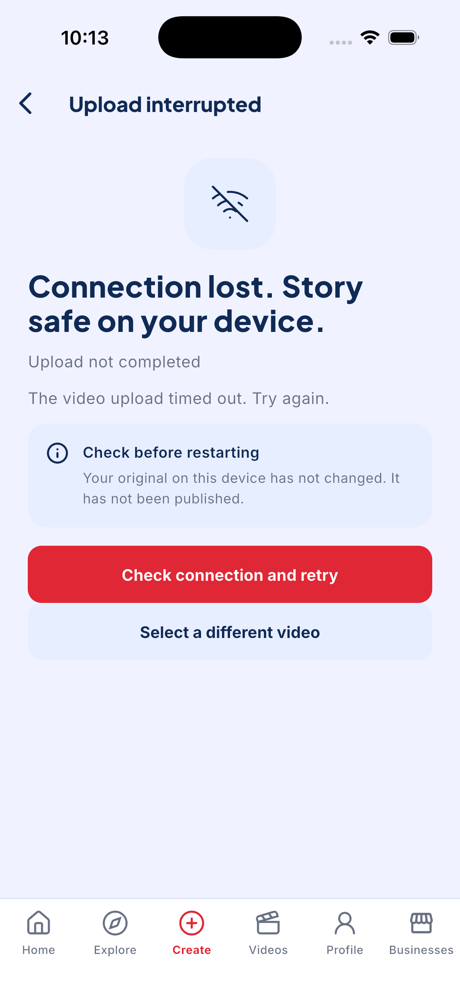 10:13
Upload interrupted
Connection lost. Story
safe on your device.
Upload not completed
The video upload timed out. Try again.
Check before restarting
Your original on this device has not changed. It
has not been published.
Check connection and retry
Select a different video
Home
Explore
Create
Videos
Profile
Businesses